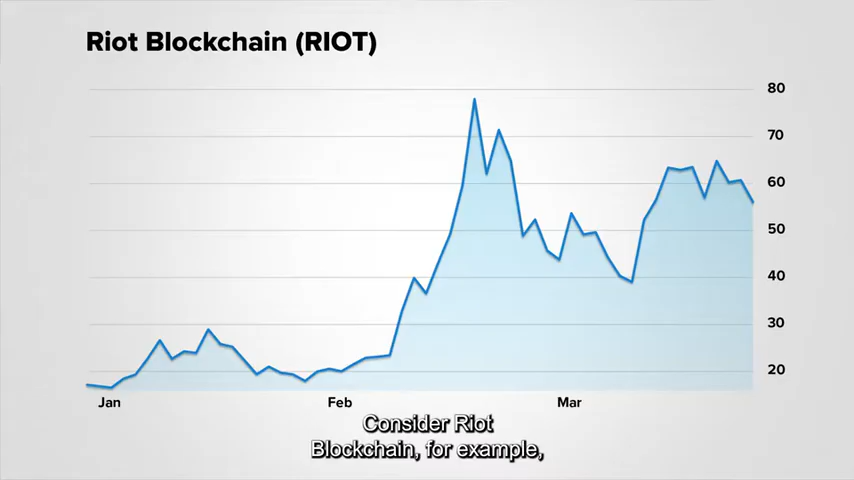 Riot Blockchain (RIOT)
80
70
60
50
40
30
20
Jan Feb Mar
Consider Riot
Blockchain, for example,